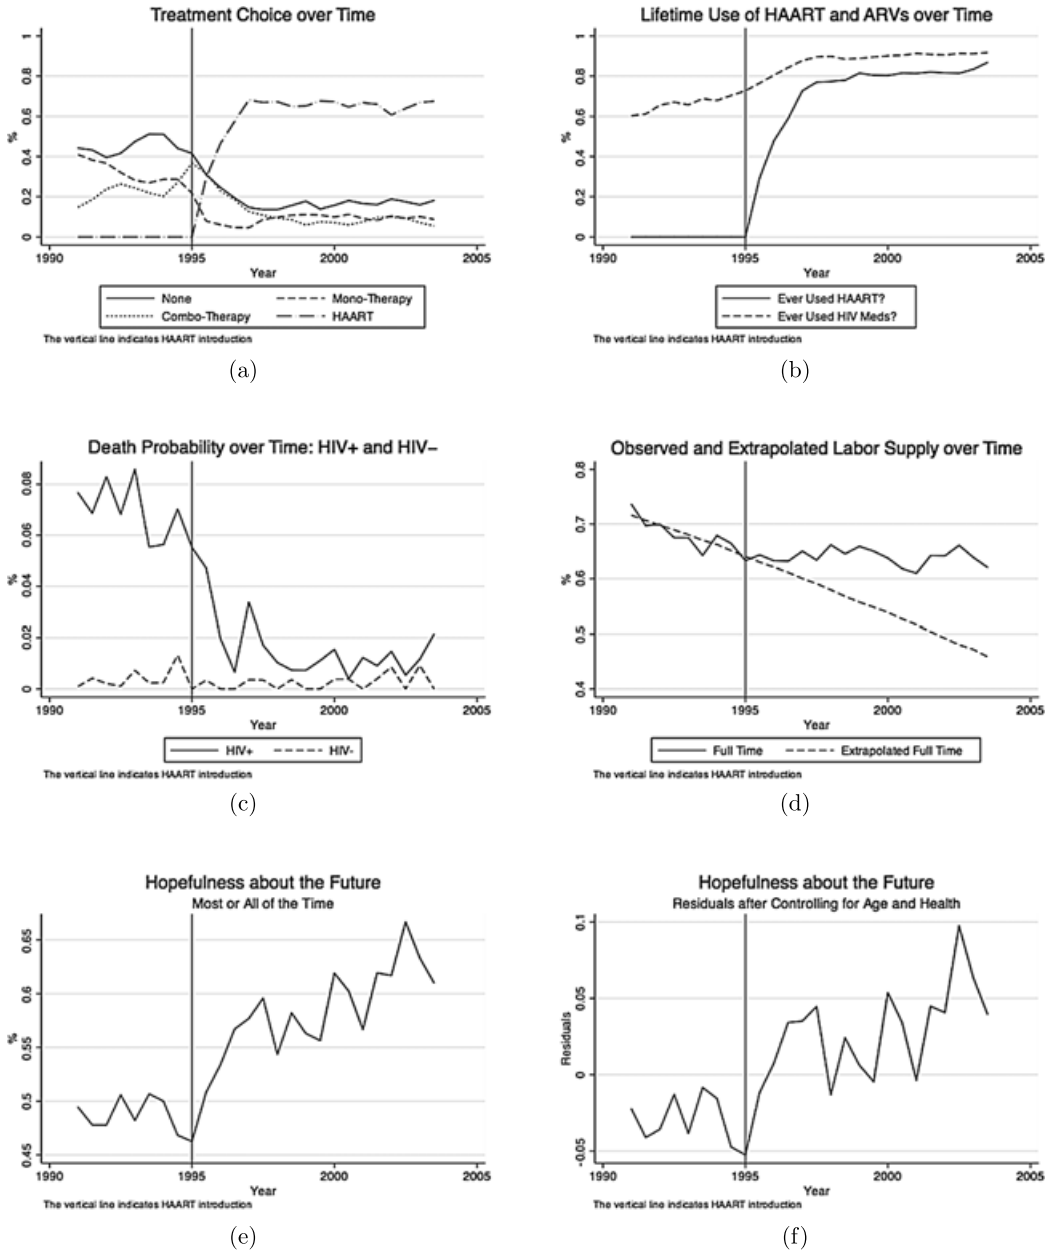 Treatment Choice over Time
%
1
0.8
0.6
0.4
0.2
0
1990 1995 2000 2005
Year
None Mono-Therapy
Combo-Therapy HAART
The vertical line indicates HAART introduction
(a)
Lifetime Use of HAART and ARVs over Time
%
1
0.8
0.6
0.4
0.2
0
1990 1995 2000 2005
Year
Ever Used HAART?
Ever Used HIV Meds?
The vertical line indicates HAART introduction
(b)
Death Probability over Time: HIV+ and HIV−
%
0.08
0.06
0.04
0.02
0
1990 1995 2000 2005
Year
HIV+ HIV-
The vertical line indicates HAART introduction
(c)
Observed and Extrapolated Labor Supply over Time
%
0.8
0.7
0.6
0.5
0.4
1990 1995 2000 2005
Year
Full Time Extrapolated Full Time
The vertical line indicates HAART introduction
(d)
Hopefulness about the Future
Most or All of the Time
%
0.65
0.6
0.55
0.5
0.45
1990 1995 2000 2005
Year
The vertical line indicates HAART introduction
(e)
Hopefulness about the Future
Residuals after Controlling for Age and Health
Residuals
0.1
0.05
0
-0.05
1990 1995 2000 2005
Year
The vertical line indicates HAART introduction
(f)